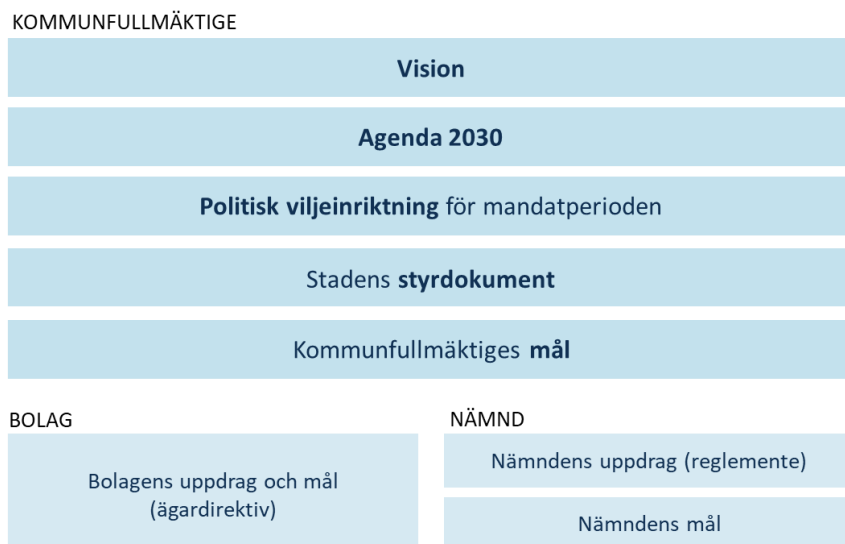 KOMMUNFULLMÄKTIGE
Vision
Agenda 2030
Politisk viljeinriktning för mandatperioden
Stadens styrdokument
Kommunfullmäktiges mål
BOLAG
Bolagens uppdrag och mål
(ägardirektiv)
NÄMND
Nämndens uppdrag (reglemente)
Nämndens mål